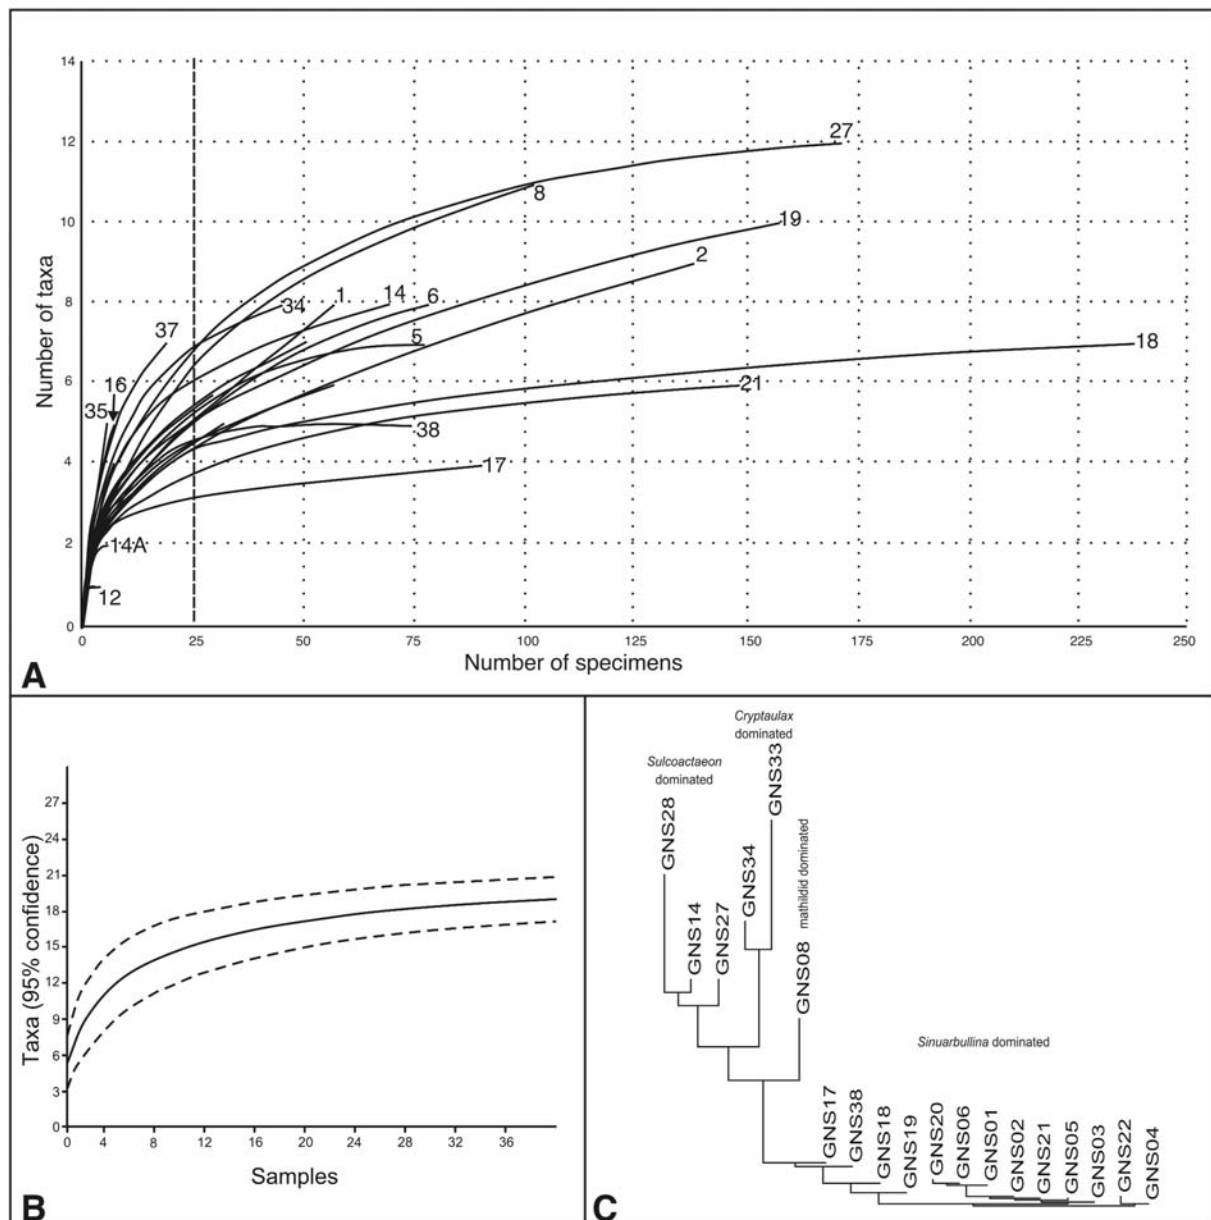 14
12
10
8
6
4
2
0
Number of taxa
27
8
19
2
1
14
6
34
37
5
18
16
35
21
38
17
14A
12
0
25
50
75
100
125
150
175
200
225
250
Number of specimens
A
27
24
21
18
15
12
9
6
3
0
Taxa (95% confidence)
0
4
8
12
16
20
24
28
32
36
Samples
B
Cryptaulax
dominated
Sulcoactaeon
dominated
mathildid dominated
Sinuarbullina dominated
GNS28
GNS14
GNS27
GNS34
GNS33
GNS08
GNS17
GNS38
GNS18
GNS19
GNS20
GNS06
GNS01
GNS02
GNS21
GNS05
GNS03
GNS22
GNS04
C